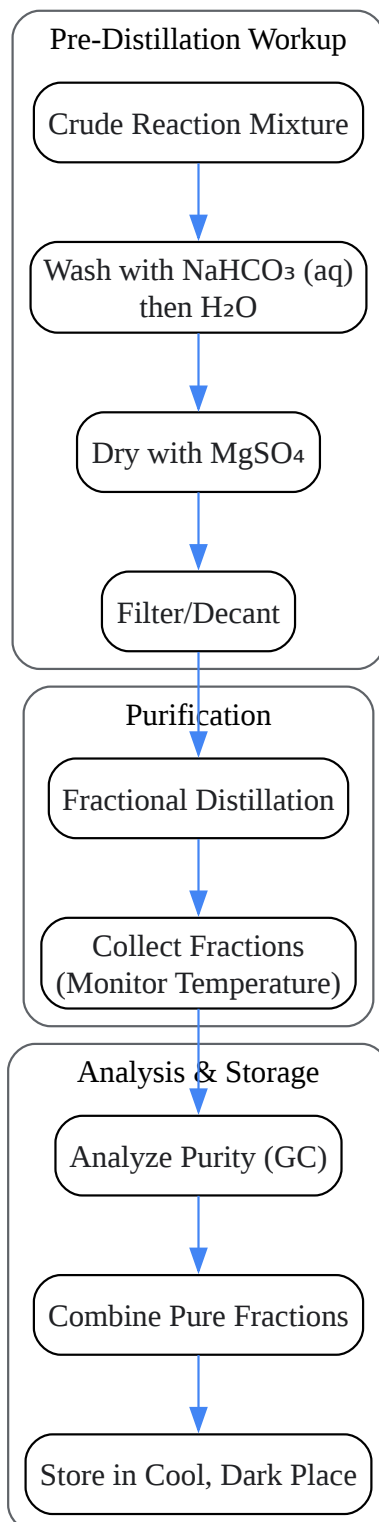 Pre-Distillation Workup
Crude Reaction Mixture
Wash with NaHCO₃ (aq)
then H₂O
Dry with MgSO₄
Filter/Decant
Purification
Fractional Distillation
Collect Fractions
(Monitor Temperature)
Analysis & Storage
Analyze Purity (GC)
Combine Pure Fractions
Store in Cool, Dark Place